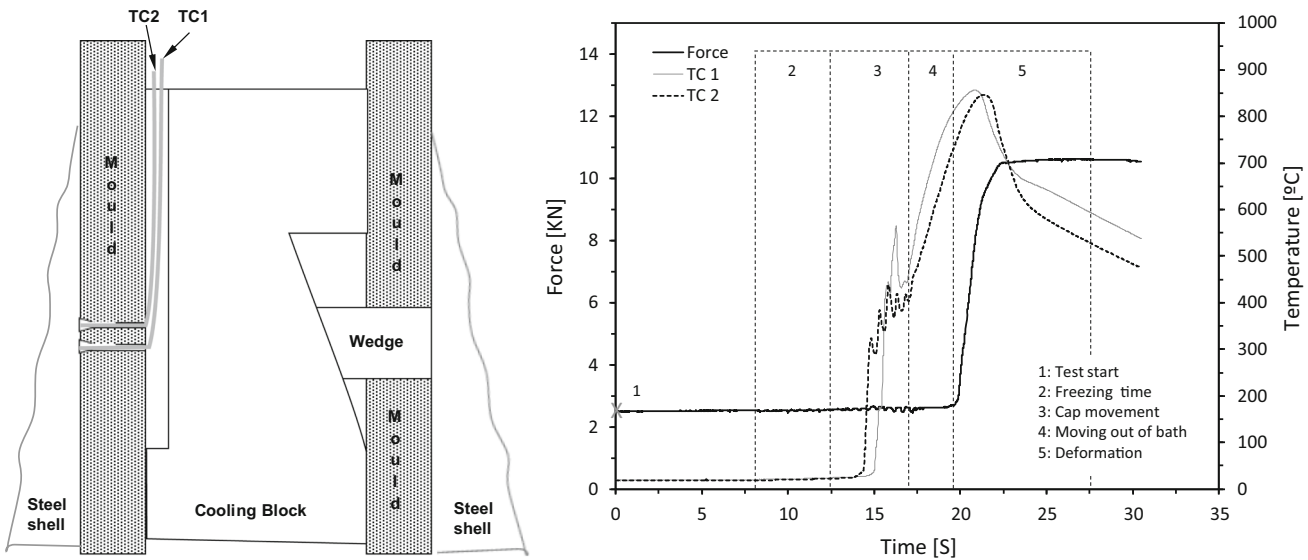 TC2 TC1
Mould
Mould
Wedge
Mould
Steel
shell
Cooling Block
Steel
shell
Force
TC 1
TC 2
2
3
4
5
1
1: Test start
2: Freezing time
3: Cap movement
4: Moving out of bath
5: Deformation
Force [KN]
14
12
10
8
6
4
2
0
Temperature [ºC]
1000
900
800
700
600
500
400
300
200
100
0
0 5 10 15 20 25 30 35
Time [S]